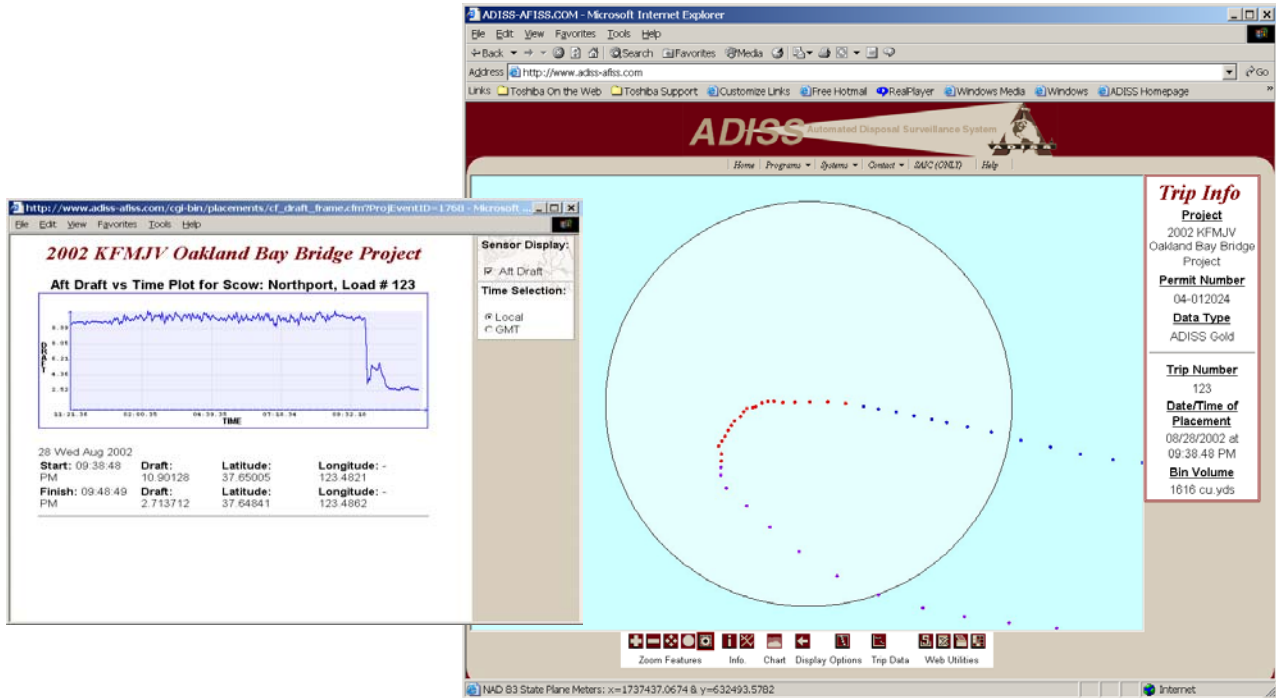 http://www.adiss-afiss.com/cgi-bin/placements/cf_draft_frame.cfm?ProjEventID=1768 - Microsoft ...
File Edit View Favorites Tools Help
2002 KFMJV Oakland Bay Bridge Project
Aft Draft vs Time Plot for Scow: Northport, Load # 123
DRAFT
6.21
4.36
2.52
TIME
28 Wed Aug 2002
Start: 09:38:48 PM Draft: 10.90128 Latitude: 37.65005 Longitude: - 123.4821
Finish: 09:48:49 PM Draft: 2.713712 Latitude: 37.64841 Longitude: - 123.4862
Sensor Display:
Aft Draft
Time Selection:
Local
GMT
ADISS-AFISS.COM - Microsoft Internet Explorer
File Edit View Favorites Tools Help
Back Search Favorites Media
Address http://www.adiss-afiss.com Go
Links Toshiba On the Web Toshiba Support Customize Links Free Hotmail RealPlayer Windows Media Windows ADISS Homepage »
ADISS Automated Disposal Surveillance System
Home Programs Systems Contact SAIC (ONLY) Help
Trip Info
Project
2002 KFMJV
Oakland Bay Bridge
Project
Permit Number
04-012024
Data Type
ADISS Gold
Trip Number
123
Date/Time of
Placement
08/28/2002 at
09:38.48 PM
Bin Volume
1616 cu.yds
Zoom Features Info. Chart Display Options Trip Data Web Utilities
NAD 83 State Plane Meters: x=1737437.0674 & y=632493.5782 Internet